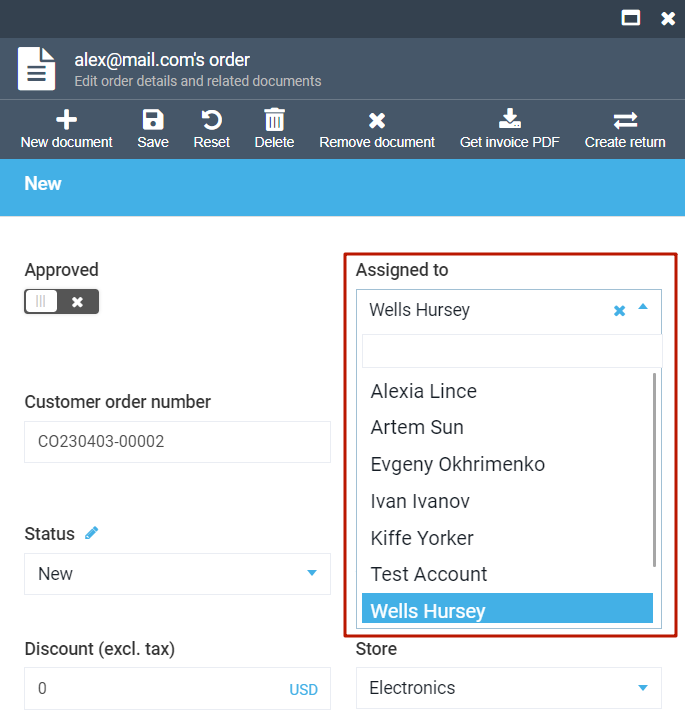 alex@mail.com's order
Edit order details and related documents
New document Save Reset Delete Remove document Get invoice PDF Create return
New
Approved
Assigned to
Wells Hursey
Alexia Lince
Artem Sun
Evgeny Okhrimenko
Ivan Ivanov
Kiffe Yorker
Test Account
Wells Hursey
Customer order number
CO230403-00002
Status
New
Discount (excl. tax)
0 USD
Store
Electronics